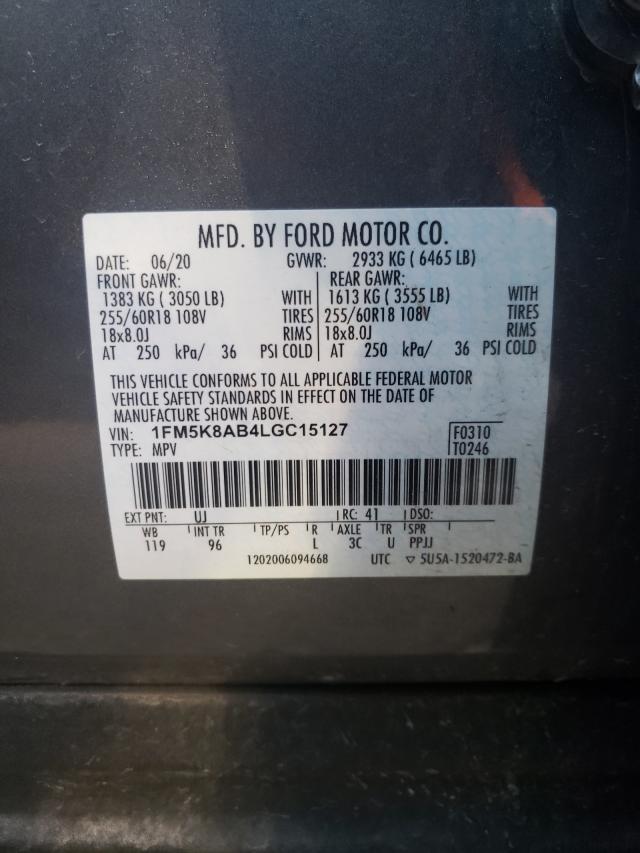 MFD. BY FORD MOTOR CO.
DATE: 06/20 GVWR: 2933 KG ( 6465 LB)
FRONT GAWR: REAR GAWR:
1383 KG ( 3050 LB) WITH 1613 KG ( 3555 LB) WITH
255/60R18 108V TIRES 255/60R18 108V TIRES
18x8.0J RIMS 18x8.0J RIMS
AT 250 kPa/ 36 PSI COLD AT 250 kPa/ 36 PSI COLD
THIS VEHICLE CONFORMS TO ALL APPLICABLE FEDERAL MOTOR
VEHICLE SAFETY STANDARDS IN EFFECT ON THE DATE OF
MANUFACTURE SHOWN ABOVE.
VIN: 1FM5K8AB4LGC15127 F0310
TYPE: MPV T0246
EXT PNT: UJ RC: 41 DSO:
WB INT TR TP/PS R AXLE TR SPR
119 96 L 3C U PPJJ
1202006094668 UTC ▽ 5U5A-1520472-BA